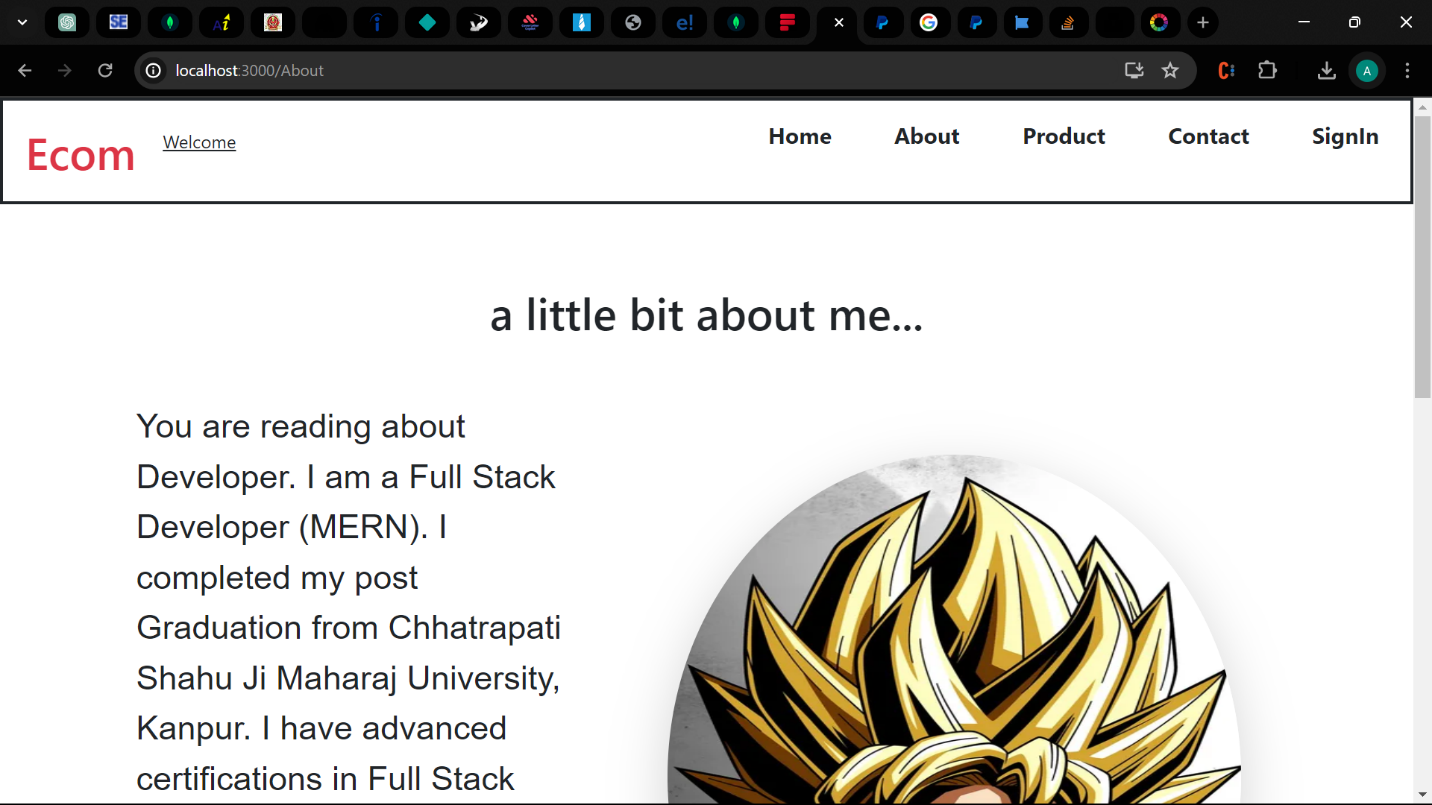 SE
Ai
e!
localhost:3000/About
A
Ecom
Welcome
Home About Product Contact SignIn
a little bit about me...
You are reading about
Developer. I am a Full Stack
Developer (MERN). I
completed my post
Graduation from Chhatrapati
Shahu Ji Maharaj University,
Kanpur. I have advanced
certifications in Full Stack